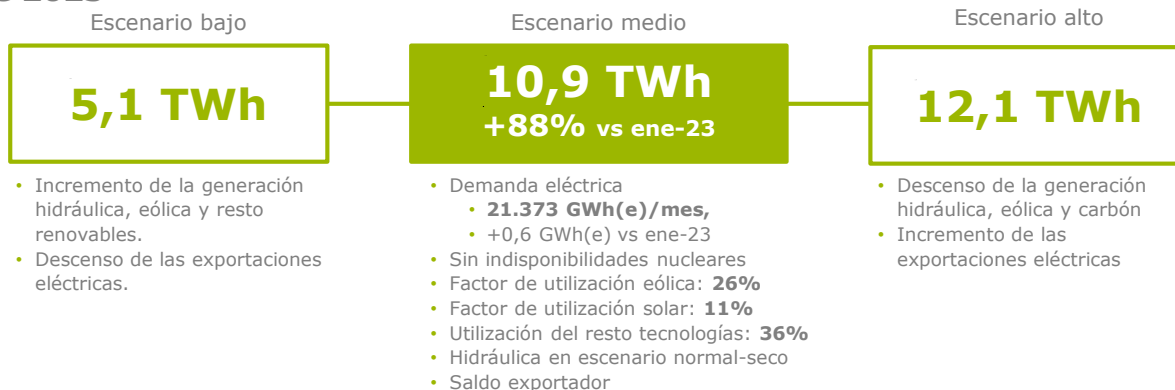 Escenario bajo
5,1 TWh
• Incremento de la generación
hidráulica, eólica y resto
renovables.
• Descenso de las exportaciones
eléctricas.
Escenario medio
10,9 TWh
+88% vs ene-23
• Demanda eléctrica
• 21.373 GWh(e)/mes,
• +0,6 GWh(e) vs ene-23
• Sin indisponibilidades nucleares
• Factor de utilización eólica: 26%
• Factor de utilización solar: 11%
• Utilización del resto tecnologías: 36%
• Hidráulica en escenario normal-seco
• Saldo exportador
Escenario alto
12,1 TWh
• Descenso de la generación
hidráulica, eólica y carbón
• Incremento de las
exportaciones eléctricas